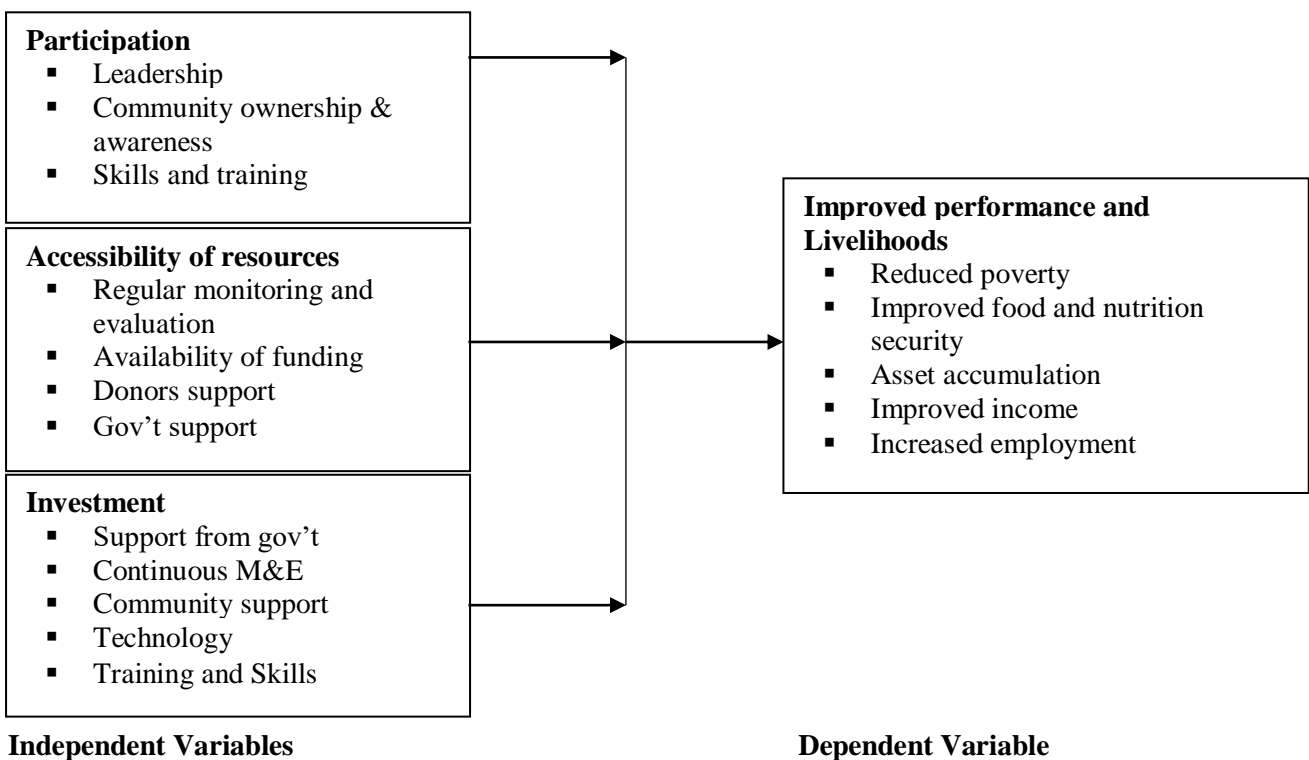 Participation
▪ Leadership
▪ Community ownership &
awareness
▪ Skills and training
Accessibility of resources
▪ Regular monitoring and
evaluation
▪ Availability of funding
▪ Donors support
▪ Gov’t support
Investment
▪ Support from gov’t
▪ Continuous M&E
▪ Community support
▪ Technology
▪ Training and Skills
Independent Variables
Improved performance and
Livelihoods
▪ Reduced poverty
▪ Improved food and nutrition
security
▪ Asset accumulation
▪ Improved income
▪ Increased employment
Dependent Variable